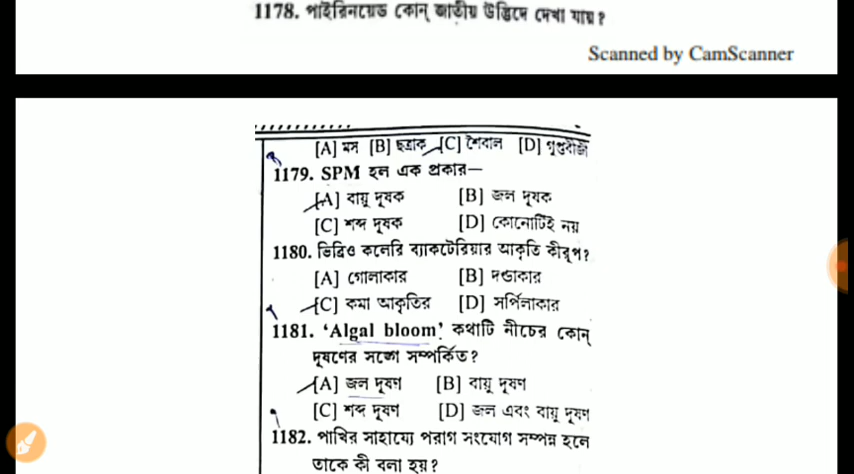 1178. পাইরিনয়েড কোন্ জাতীয় উদ্ভিদে দেখা যায়?
Scanned by CamScanner
[A] মস [B] ছত্রাক [C] শৈবাল [D] গুপ্তবীজী
1179. SPM হল এক প্রকার—
[A] বায়ু দূষক [B] জল দূষক
[C] শব্দ দূষক [D] কোনোটিই নয়
1180. ভিব্রিও কলেরি ব্যাকটেরিয়ার আকৃতি কীরূপ?
[A] গোলাকার [B] দণ্ডাকার
[C] কমা আকৃতির [D] সর্পিলাকার
1181. ‘Algal bloom’ কথাটি নীচের কোন্
দূষণের সঙ্গে সম্পর্কিত?
[A] জল দূষণ [B] বায়ু দূষণ
[C] শব্দ দূষণ [D] জল এবং বায়ু দূষণ
1182. পাখির সাহায্যে পরাগ সংযোগ সম্পন্ন হলে
তাকে কী বলা হয়?